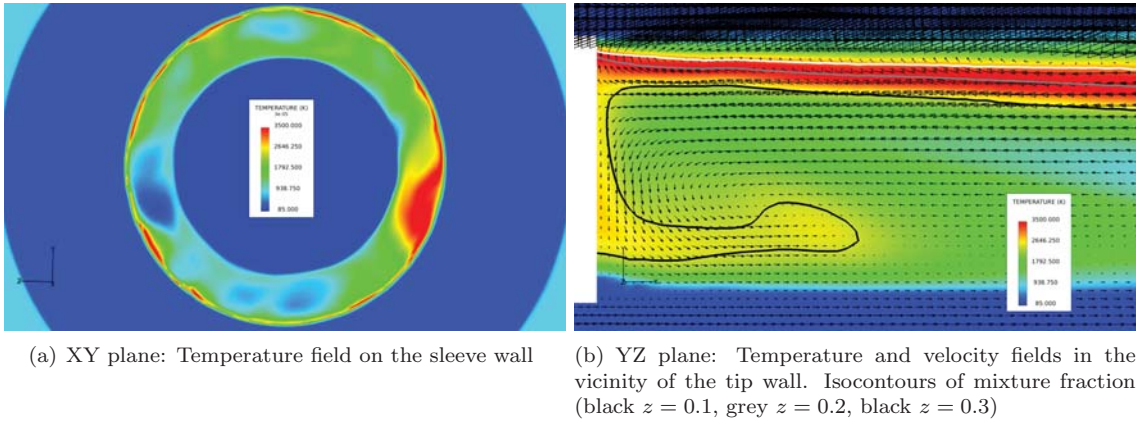 TEMPERATURE (K)
3500.000
2646.250
1792.500
938.750
85.000
TEMPERATURE (K)
3500.000
2646.250
1792.500
938.750
85.000
(a) XY plane: Temperature field on the sleeve wall
(b) YZ plane: Temperature and velocity fields in the
vicinity of the tip wall. Isocontours of mixture fraction
(black z = 0.1, grey z = 0.2, black z = 0.3)